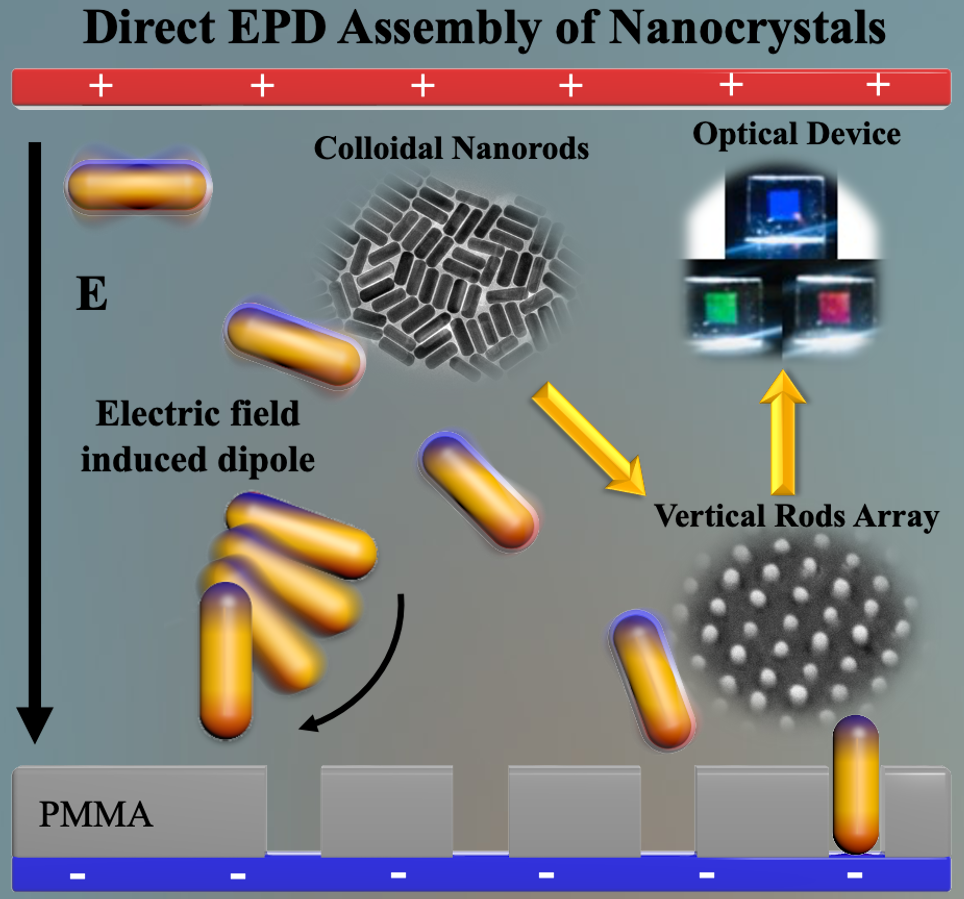 Direct EPD Assembly of Nanocrystals
+ + + + + +
Optical Device
Colloidal Nanorods
E
Electric field
induced dipole
Vertical Rods Array
PMMA
- - - - - -